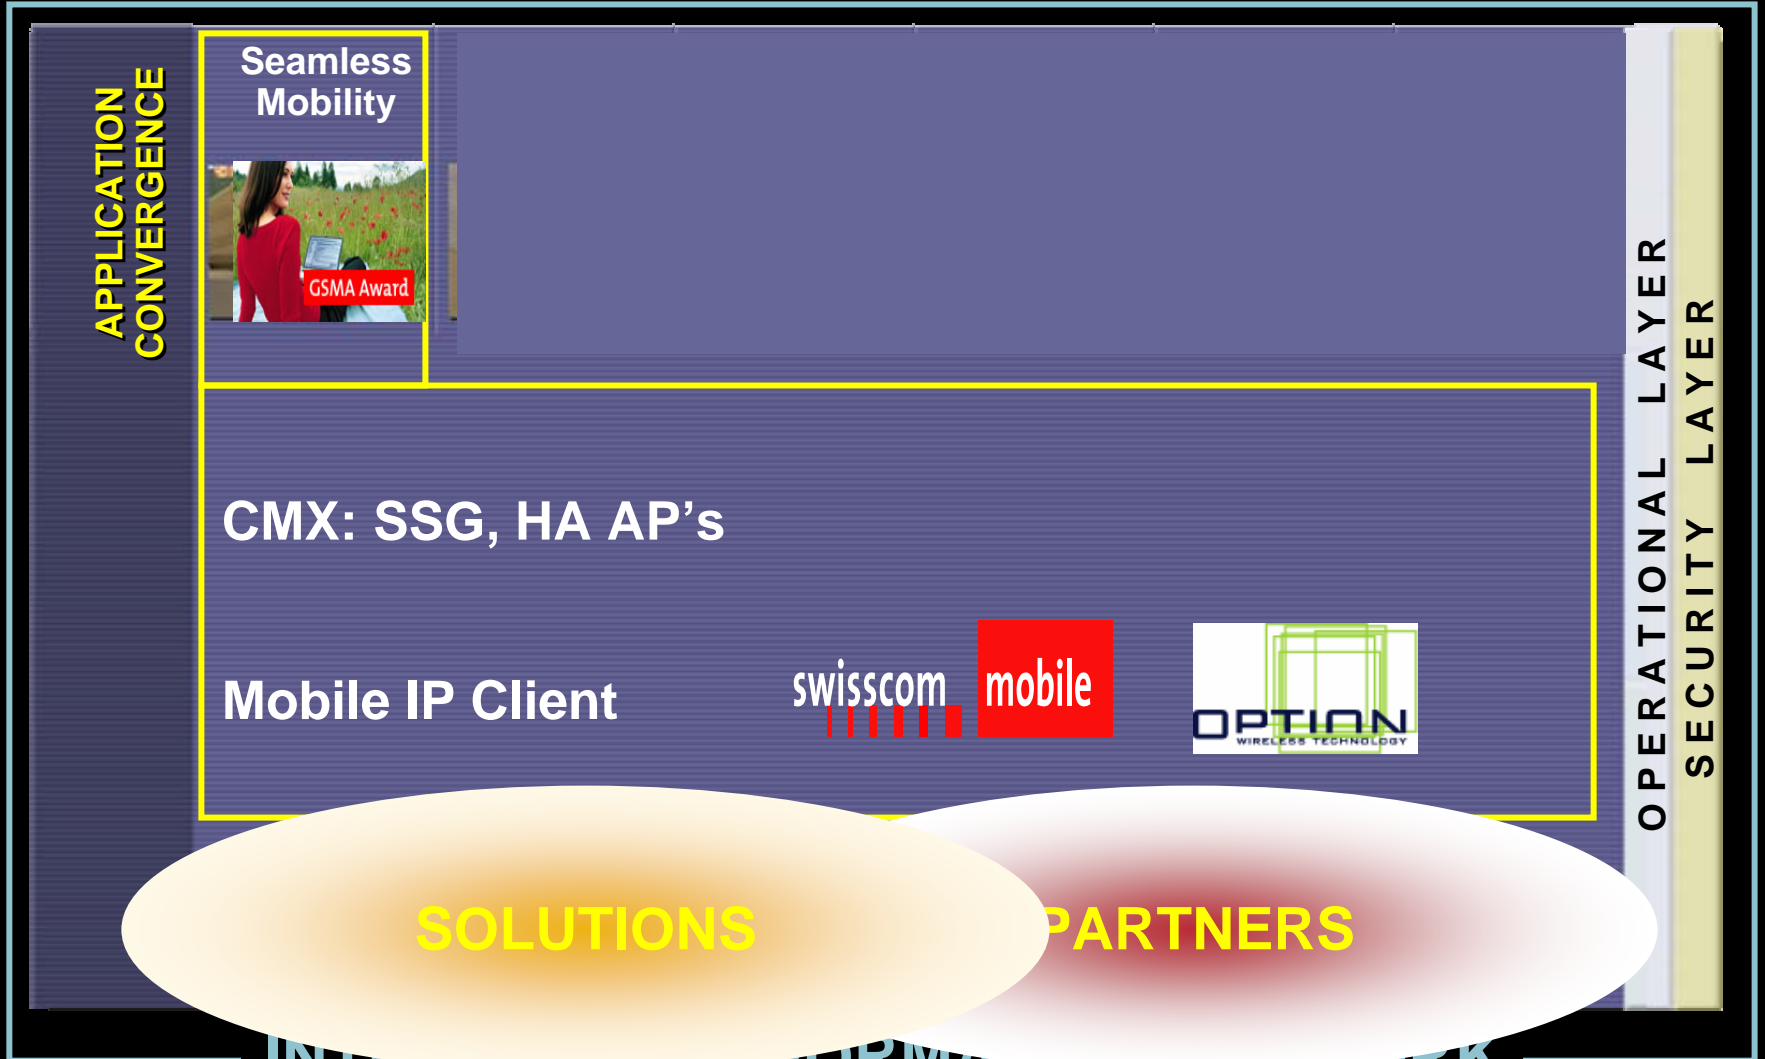 APPLICATION
CONVERGENCE
Seamless
Mobility
GSMA Award
CMX: SSG, HA AP’s
Mobile IP Client
swisscom mobile
OPTION
WIRELESS TECHNOLOGY
OPERATIONAL LAYER
SECURITY LAYER
SOLUTIONS
PARTNERS